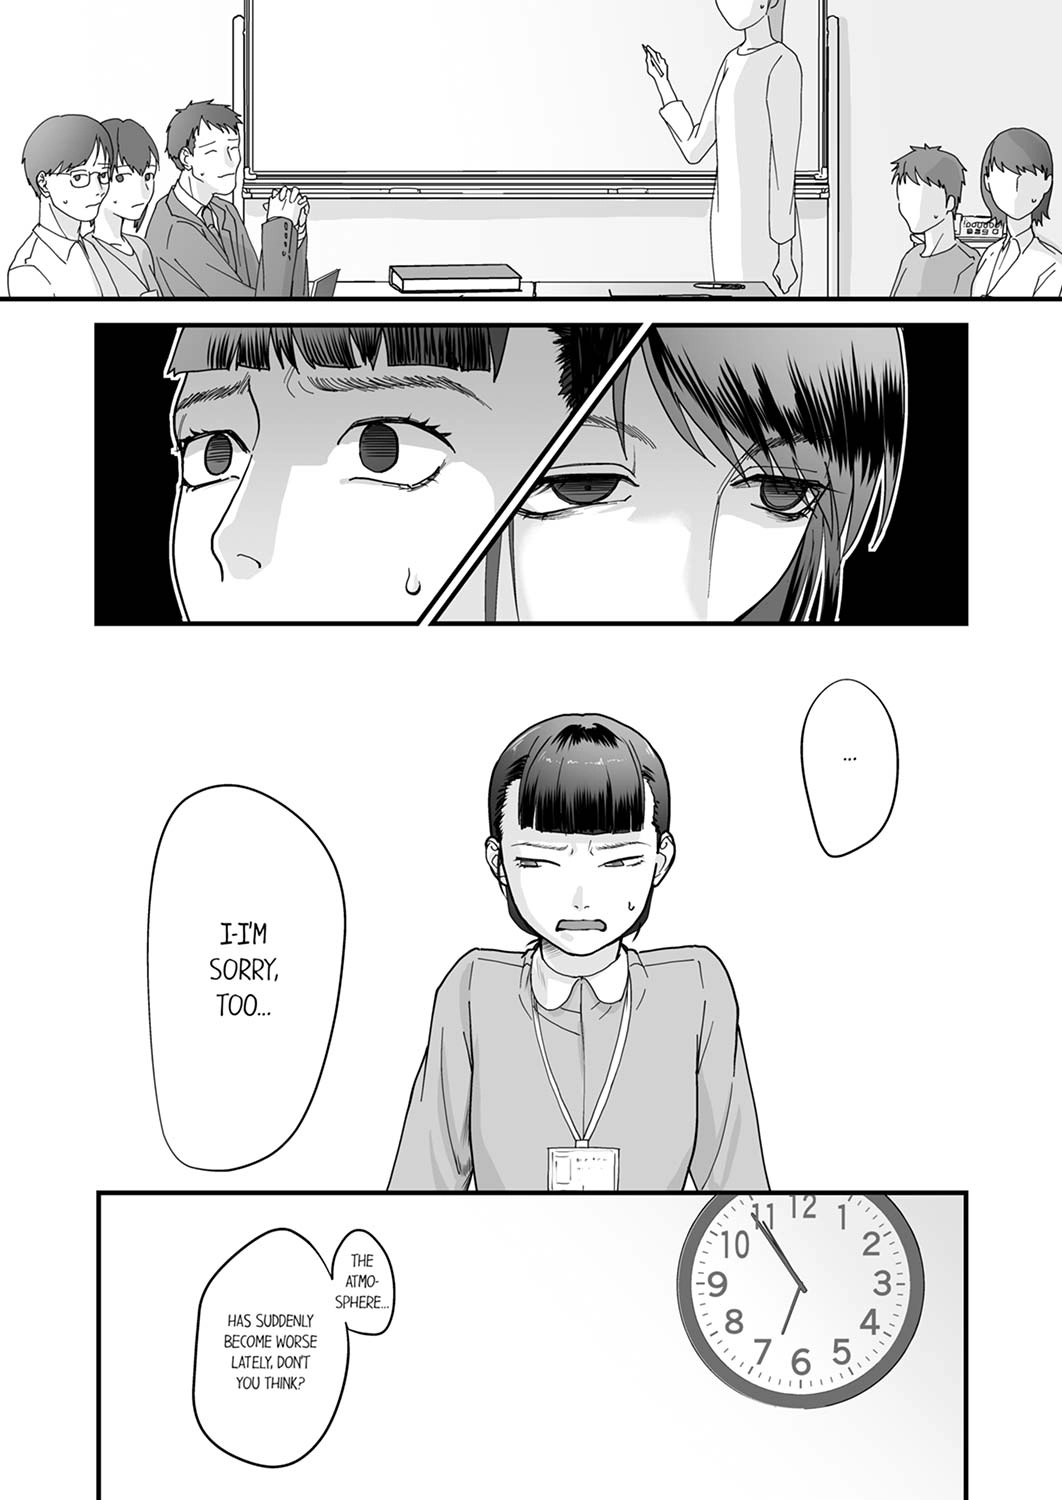 ...
I-I'M
SORRY,
TOO...
12
1
2
3
4
5
6
7
8
9
10
11
THE
ATMO-
SPHERE...
HAS SUDDENLY
BECOME WORSE
LATELY, DON'T
YOU THINK?